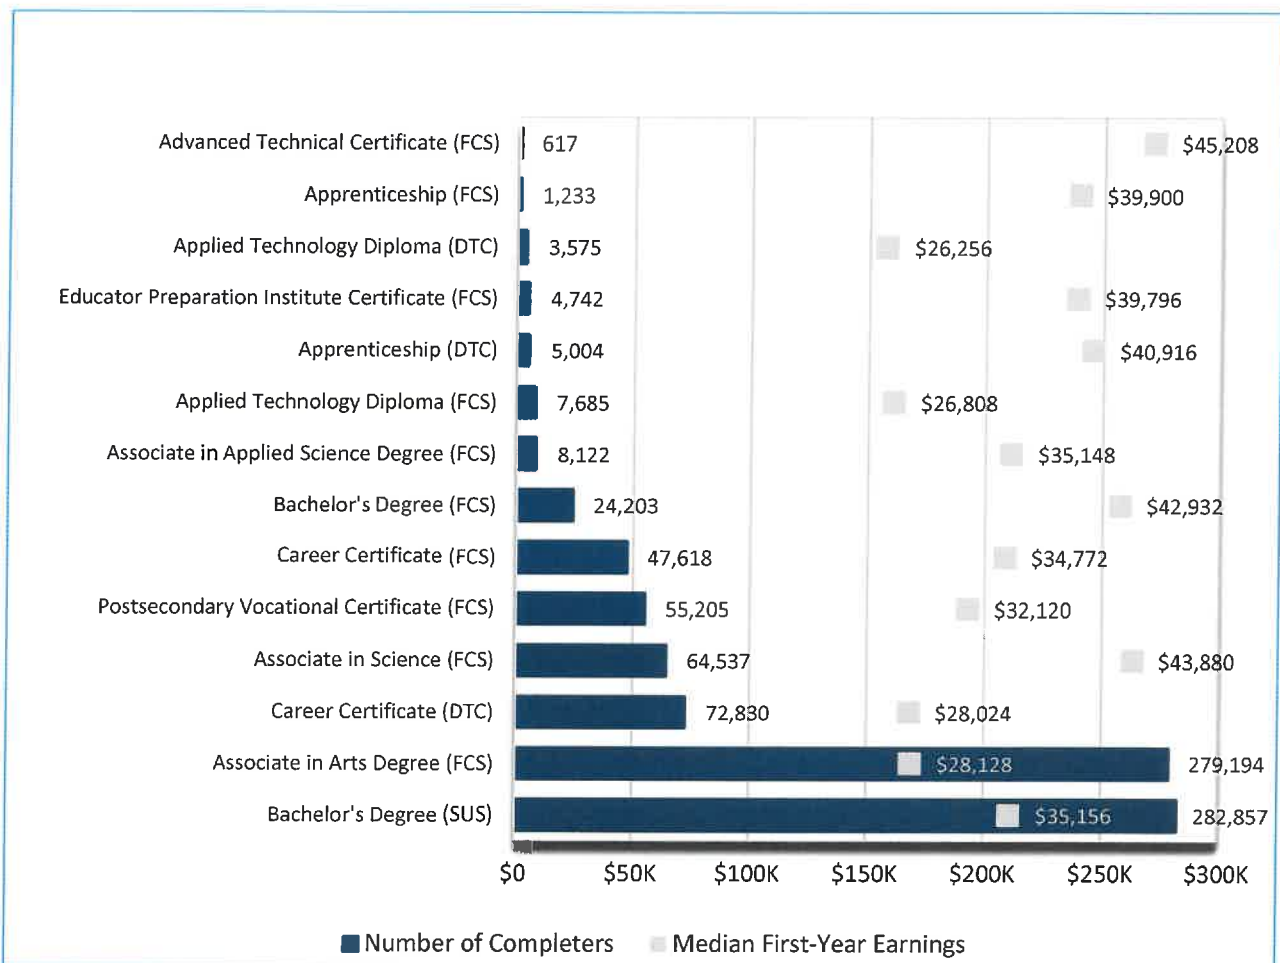 Advanced Technical Certificate (FCS) 617 $45,208
Apprenticeship (FCS) 1,233 $39,900
Applied Technology Diploma (DTC) 3,575 $26,256
Educator Preparation Institute Certificate (FCS) 4,742 $39,796
Apprenticeship (DTC) 5,004 $40,916
Applied Technology Diploma (FCS) 7,685 $26,808
Associate in Applied Science Degree (FCS) 8,122 $35,148
Bachelor's Degree (FCS) 24,203 $42,932
Career Certificate (FCS) 47,618 $34,772
Postsecondary Vocational Certificate (FCS) 55,205 $32,120
Associate in Science (FCS) 64,537 $43,880
Career Certificate (DTC) 72,830 $28,024
Associate in Arts Degree (FCS) $28,128 279,194
Bachelor's Degree (SUS) $35,156 282,857
$0 $50K $100K $150K $200K $250K $300K
Number of Completers Median First-Year Earnings